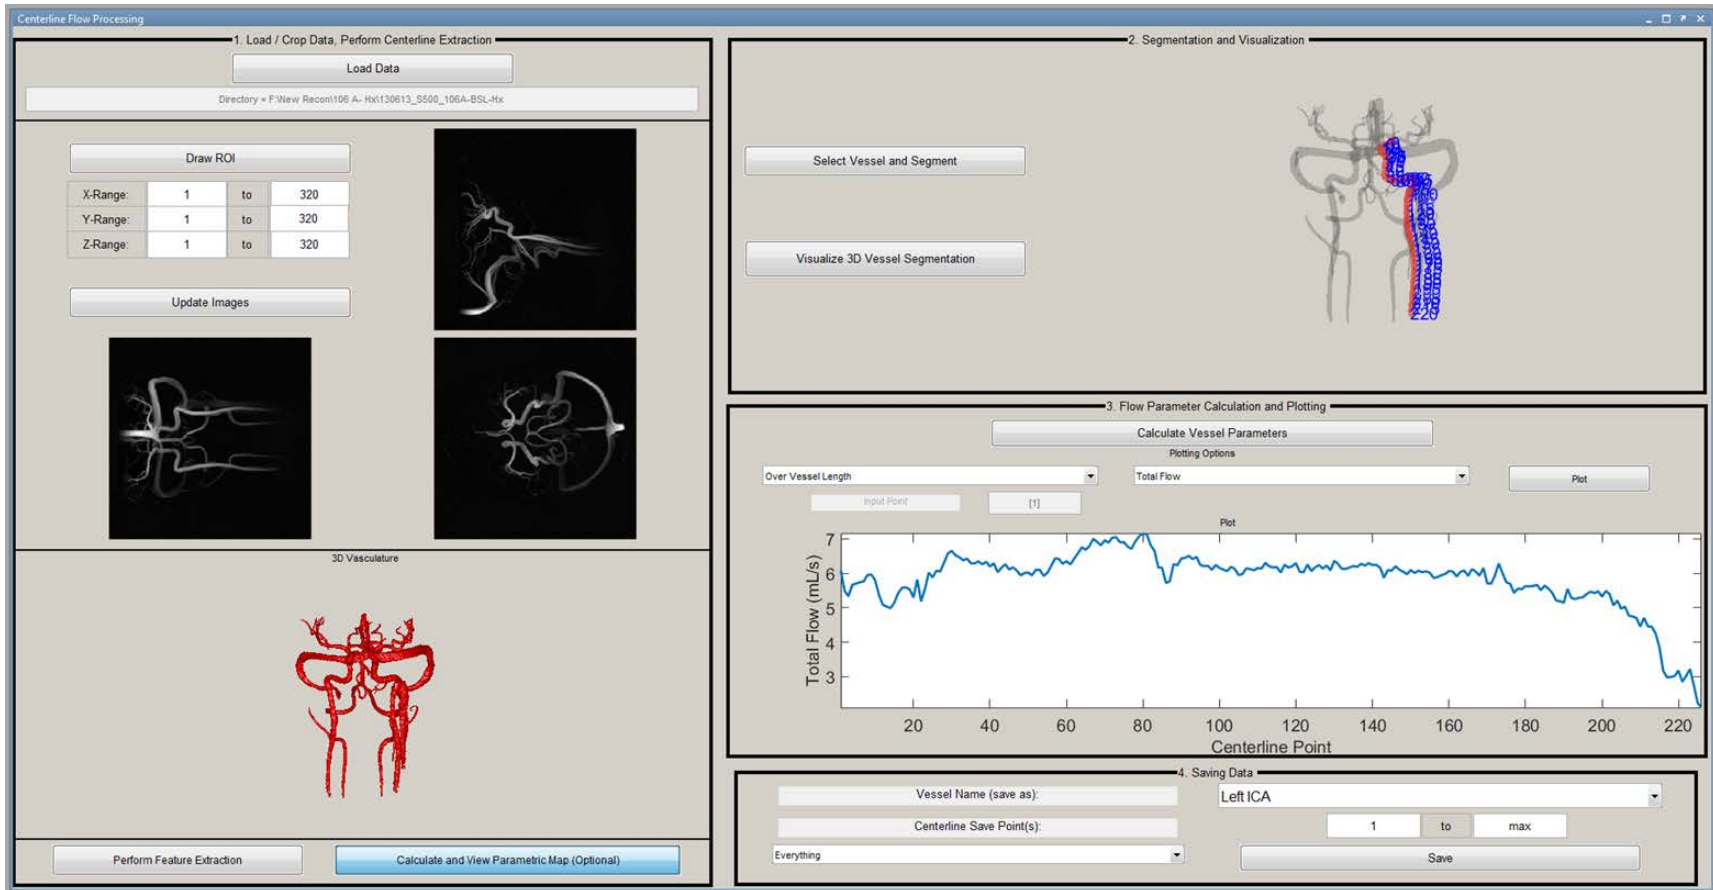 Centerline Flow Processing
1. Load / Crop Data, Perform Centerline Extraction
Load Data
Directory = F:\New Recon\106 A- Hx\130613_S500_106A-BSL-Hx
Draw ROI
X-Range: 1 to 320
Y-Range: 1 to 320
Z-Range: 1 to 320
Update Images
3D Vasculature
Perform Feature Extraction
Calculate and View Parametric Map (Optional)
2. Segmentation and Visualization
Select Vessel and Segment
Visualize 3D Vessel Segmentation
220
3. Flow Parameter Calculation and Plotting
Calculate Vessel Parameters
Plotting Options
Over Vessel Length
Total Flow
Plot
Input Point
[1]
Plot
Total Flow (mL/s)
7
6
5
4
3
20 40 60 80 100 120 140 160 180 200 220
Centerline Point
4. Saving Data
Vessel Name (save as):
Left ICA
Centerline Save Point(s):
1 to max
Everything
Save